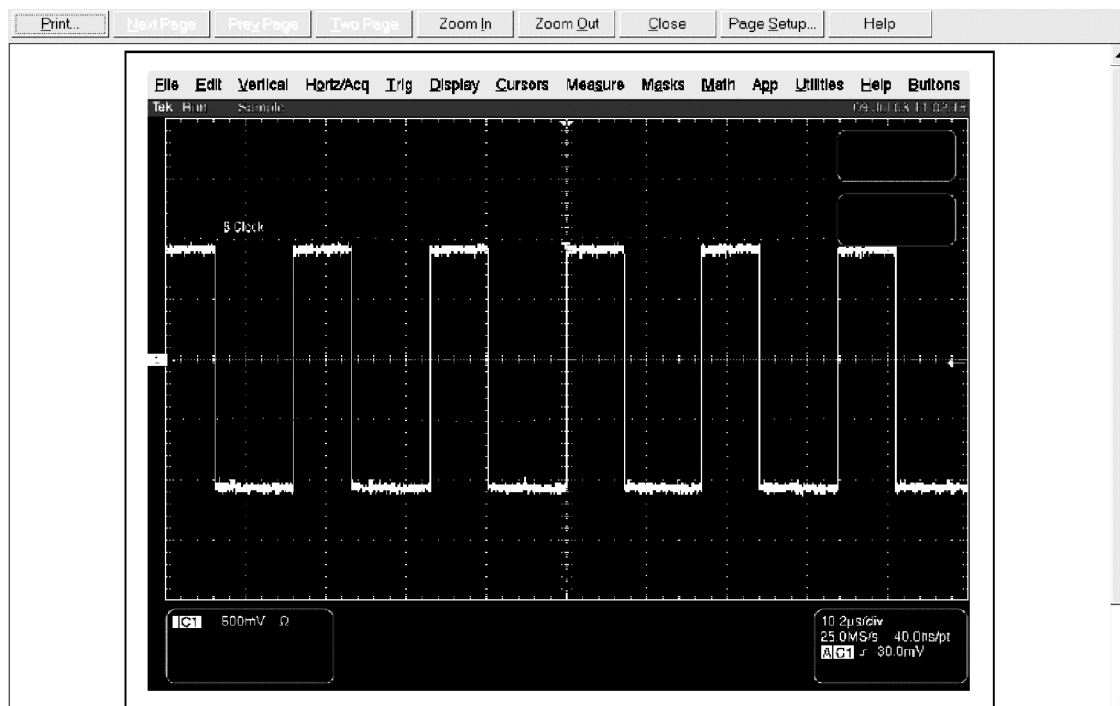 Print... Next Page Prev Page Two Page Zoom In Zoom Out Close Page Setup... Help
File Edit Vertical Horiz/Acq Trig Display Cursors Measure Masks Math App Utilities Help Buttons
Tek Sample
Clock
1
C1 500mV Ω
10.2µs/div
25.0MS/s 40.0ns/pt
A C1 30.0mV